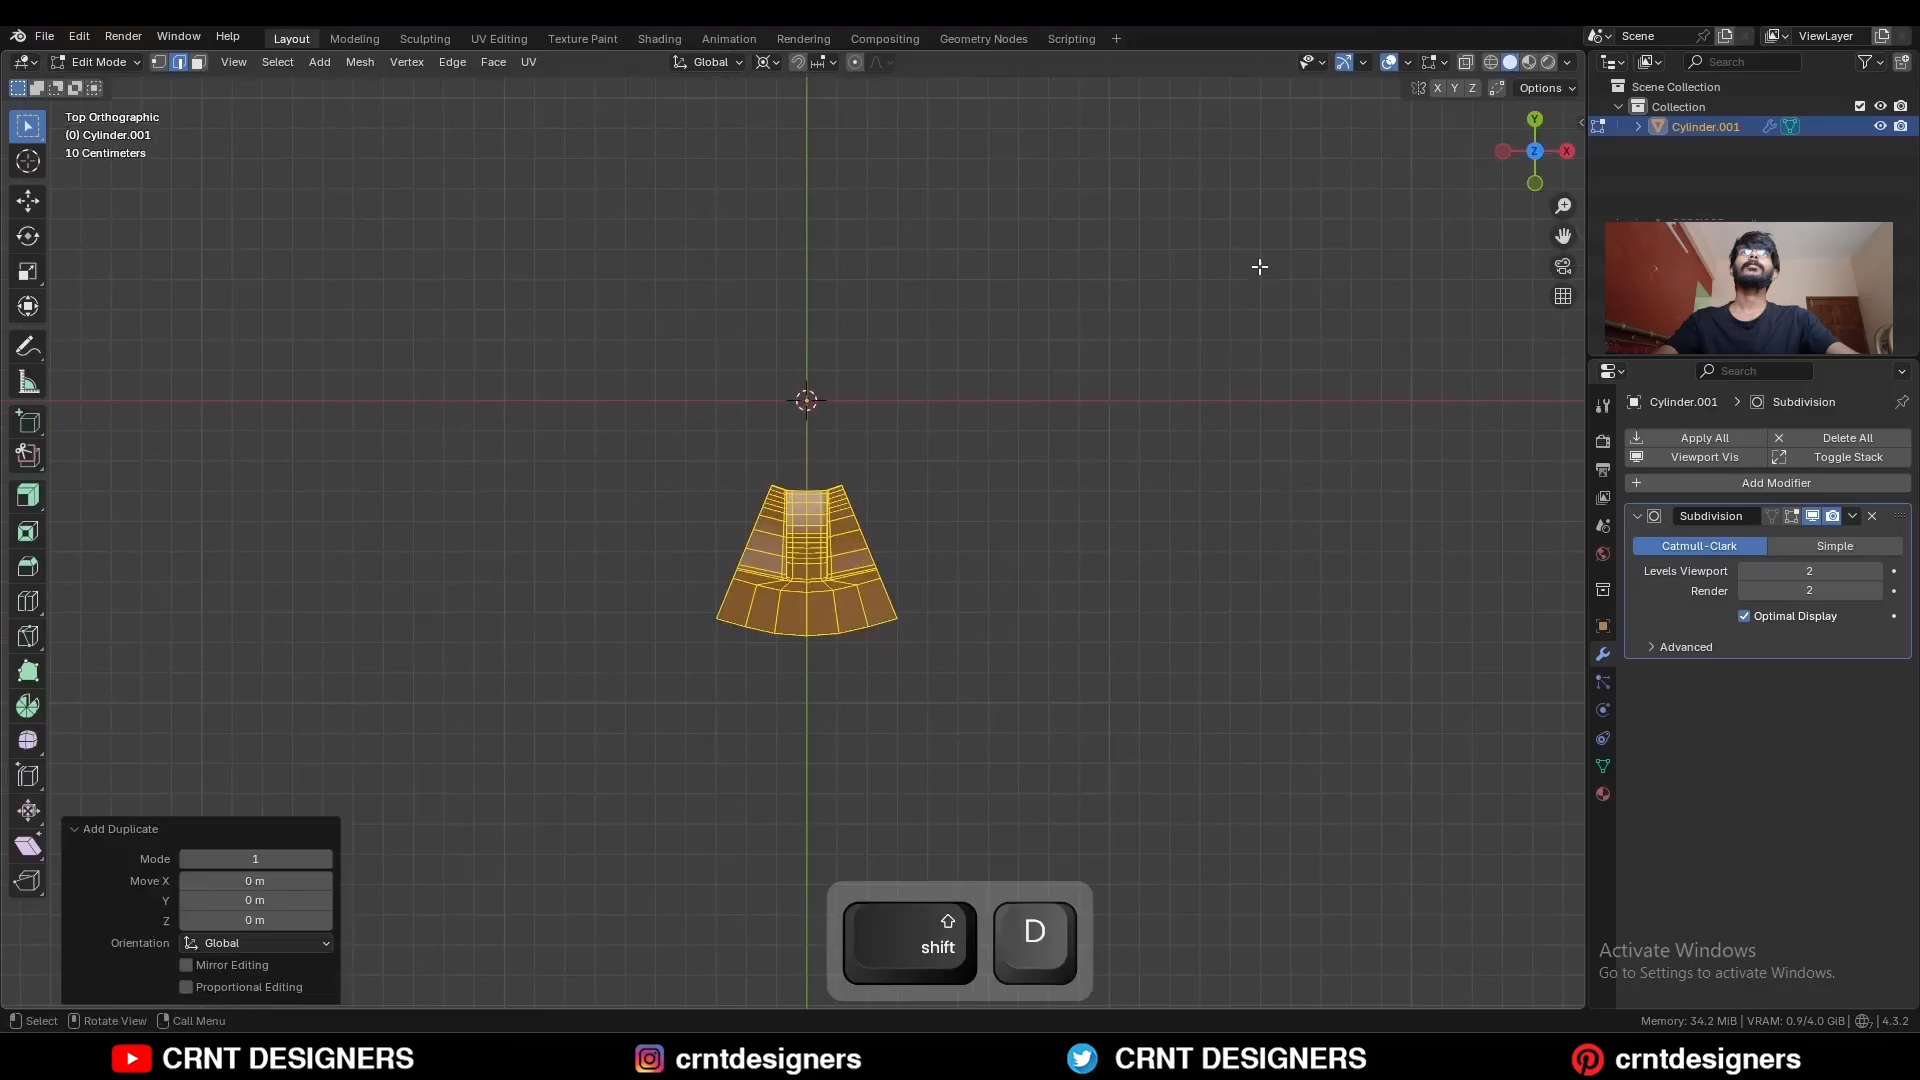 File Edit Render Window Help Layout Modeling Sculpting UV Editing Texture Paint Shading Animation Rendering Compositing Geometry Nodes Scripting + Scene ViewLayer
Edit Mode View Select Add Mesh Vertex Edge Face UV Global Search
X Y Z Options
Scene Collection
Collection
Cylinder.001
Top Orthographic
(0) Cylinder.001
10 Centimeters
Y
Z
X
Search
Cylinder.001 > Subdivision
Apply All Delete All
Viewport Vis Toggle Stack
+ Add Modifier
Subdivision
Catmull-Clark Simple
Levels Viewport 2
Render 2
Optimal Display
Advanced
Add Duplicate
Mode 1
Move X 0 m
Y 0 m
Z 0 m
Orientation Global
Mirror Editing
Proportional Editing
shift
D
Activate Windows
Go to Settings to activate Windows.
Select Rotate View Call Menu
Memory: 34.2 MiB | VRAM: 0.9/4.0 GiB | 7 | 4.3.2
CRNT DESIGNERS crntdesigners CRNT DESIGNERS crntdesigners